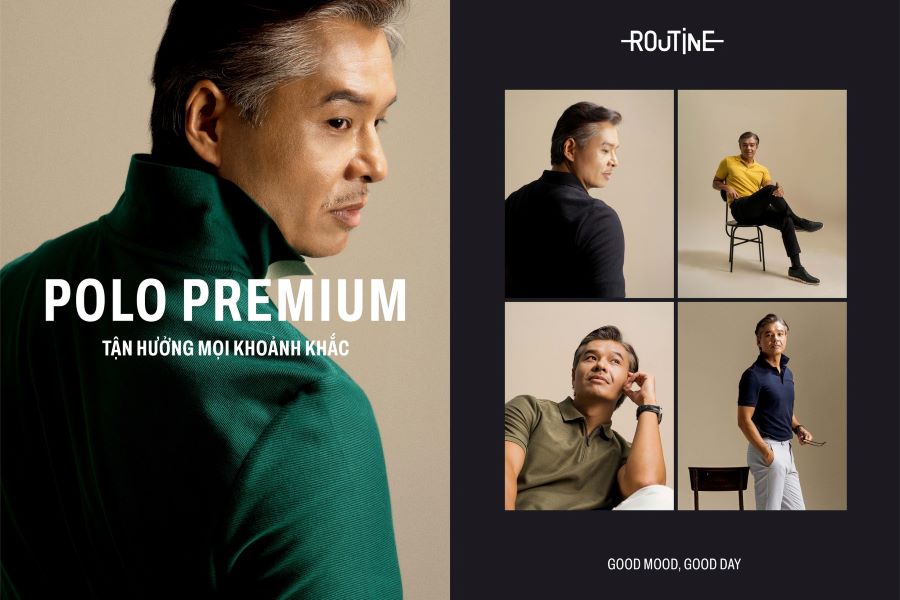 POLO PREMIUM
TẬN HƯỞNG MỌI KHOẢNH KHẮC
ROUTINE
GOOD MOOD, GOOD DAY